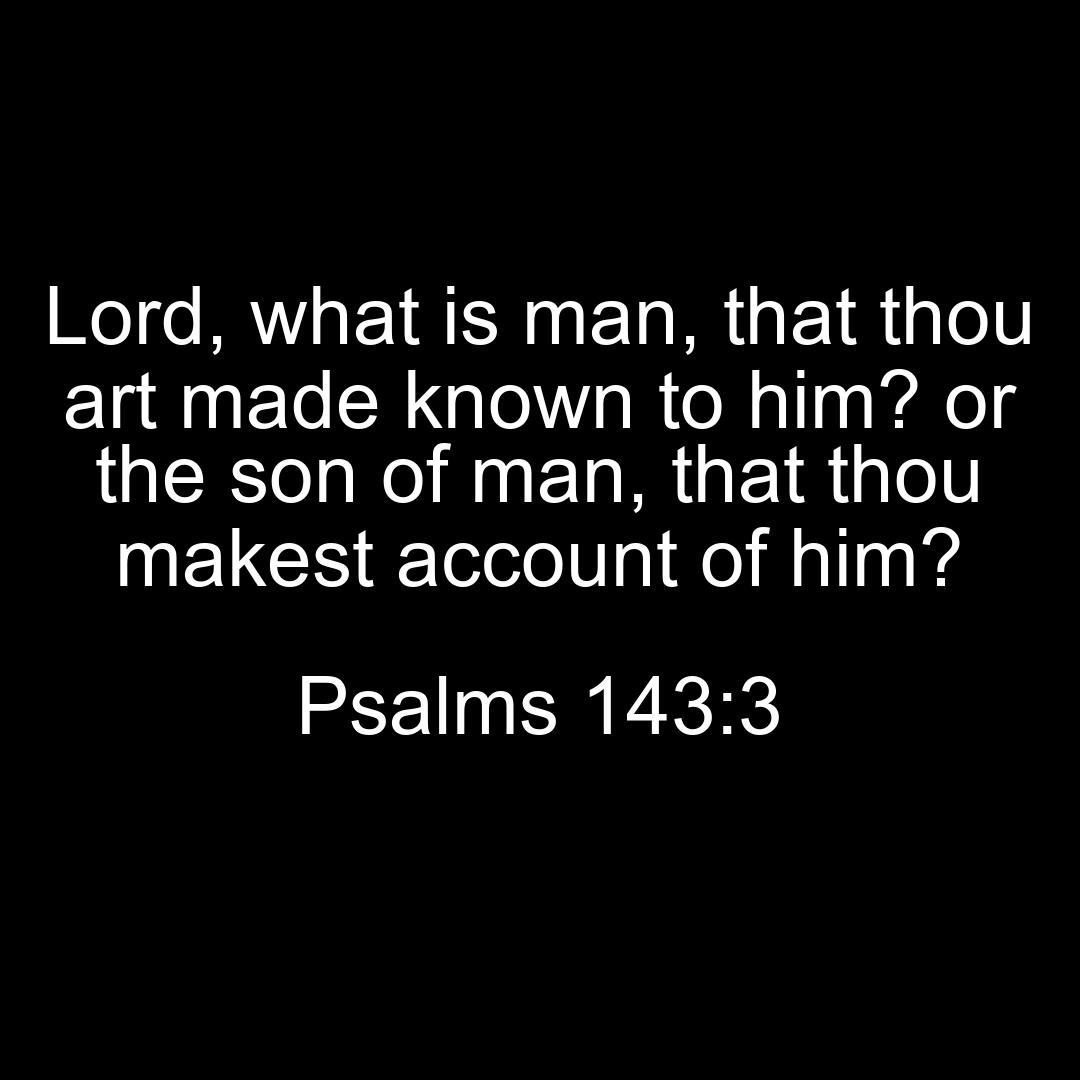 Lord, what is man, that thou
art made known to him? or
the son of man, that thou
makest account of him?
Psalms 143:3